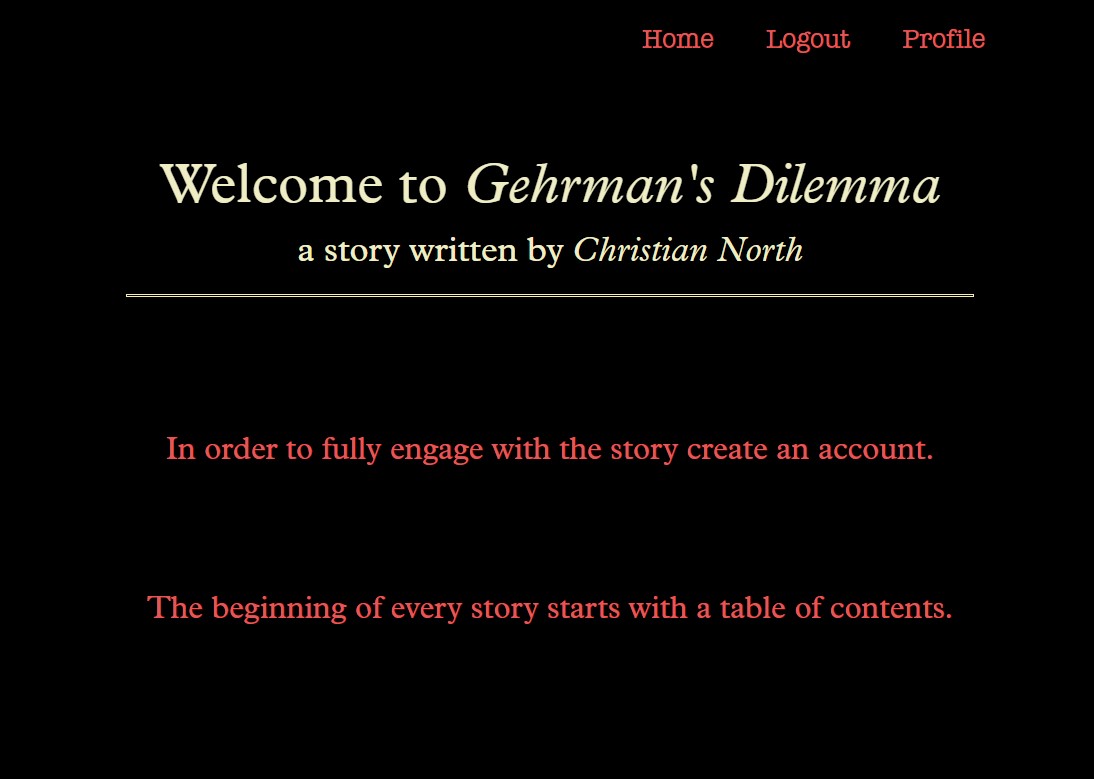 Home Logout Profile
Welcome to Gehrman's Dilemma
a story written by Christian North
In order to fully engage with the story create an account.
The beginning of every story starts with a table of contents.